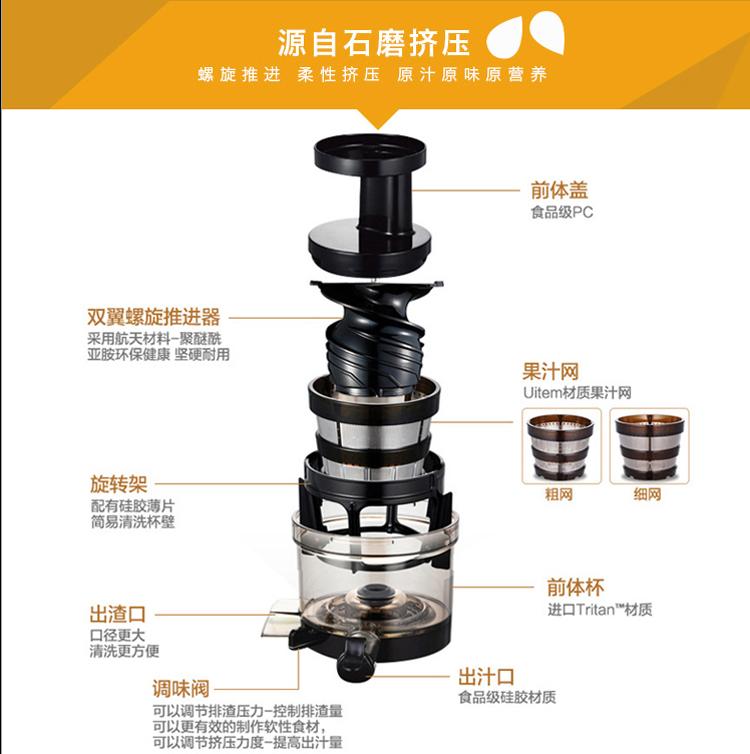 源自石磨挤压
螺旋推进 柔性挤压 原汁原味原营养
前体盖
食品级PC
双翼螺旋推进器
采用航天材料-聚醚酰
亚胺环保健康 坚硬耐用
果汁网
Uitem材质果汁网
粗网
细网
旋转架
配有硅胶薄片
简易清洗杯壁
前体杯
进口Tritan™材质
出渣口
口径更大
清洗更方便
出汁口
食品级硅胶材质
调味阀
可以调节排渣压力-控制排渣量
可以更有效的制作软性食材,
可以调节挤压力度-提高出汁量